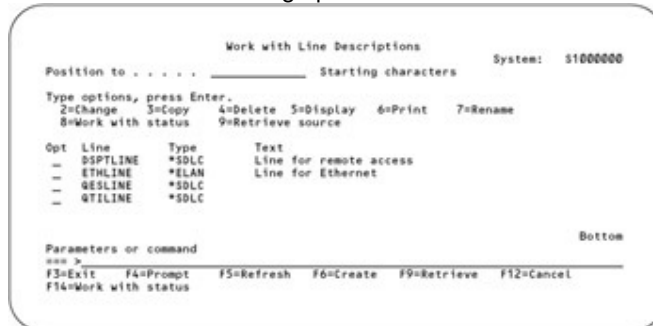 Work with Line Descriptions
System: S1000000
Position to . . . . . ________ Starting characters
Type options, press Enter.
2=Change 3=Copy 4=Delete 5=Display 6=Print 7=Rename
8=Work with status 9=Retrieve source
Opt Line Type Text
_ DSPTLINE *SDLC Line for remote access
_ ETHLINE *ELAN Line for Ethernet
_ QESLINE *SDLC
_ QTILINE *SDLC
Bottom
Parameters or command
=== >
F3=Exit F4=Prompt F5=Refresh F6=Create F9=Retrieve F12=Cancel
F14=Work with status